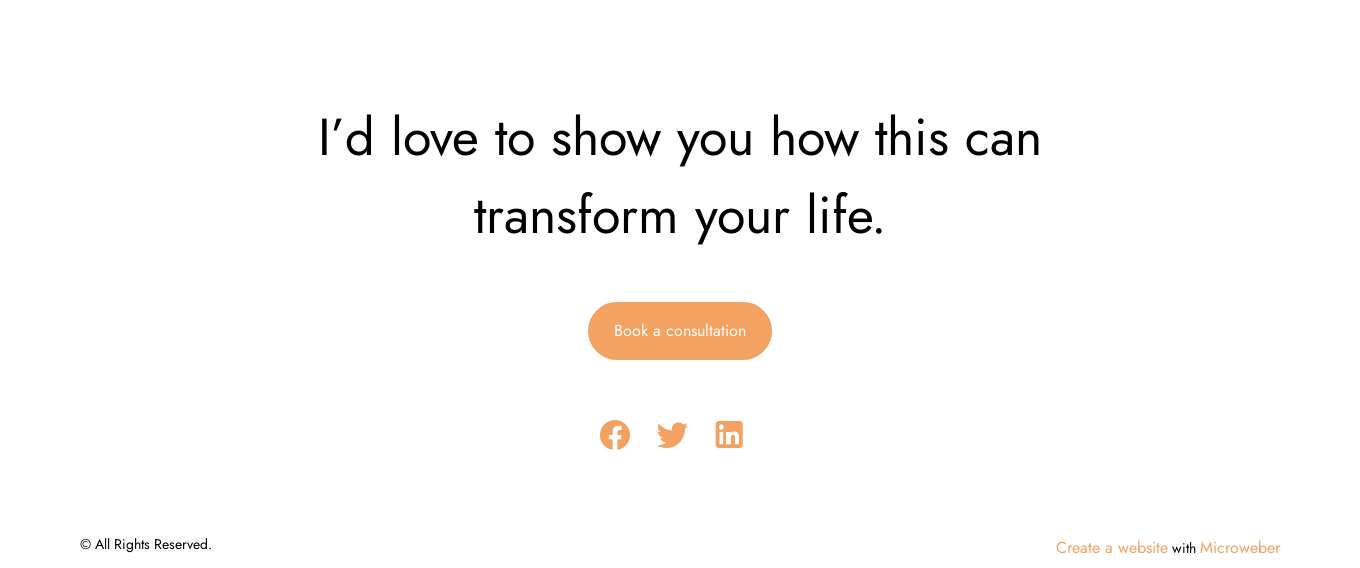 I’d love to show you how this can
transform your life.
Book a consultation
© All Rights Reserved.
Create a website with Microweber